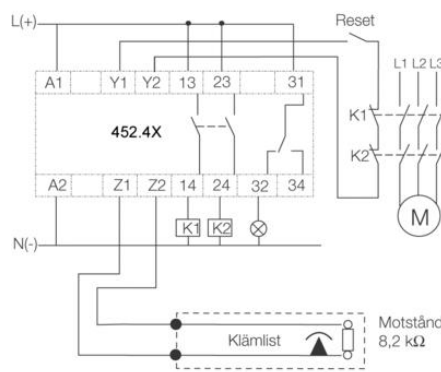 L(+)
Reset
L1 L2 L3
A1 Y1 Y2 13 23 31
452.4X
K1
K2
A2 Z1 Z2 14 24 32 34
K1 K2
M
N(-)
Klämlist
Motstånd
8,2 kΩ